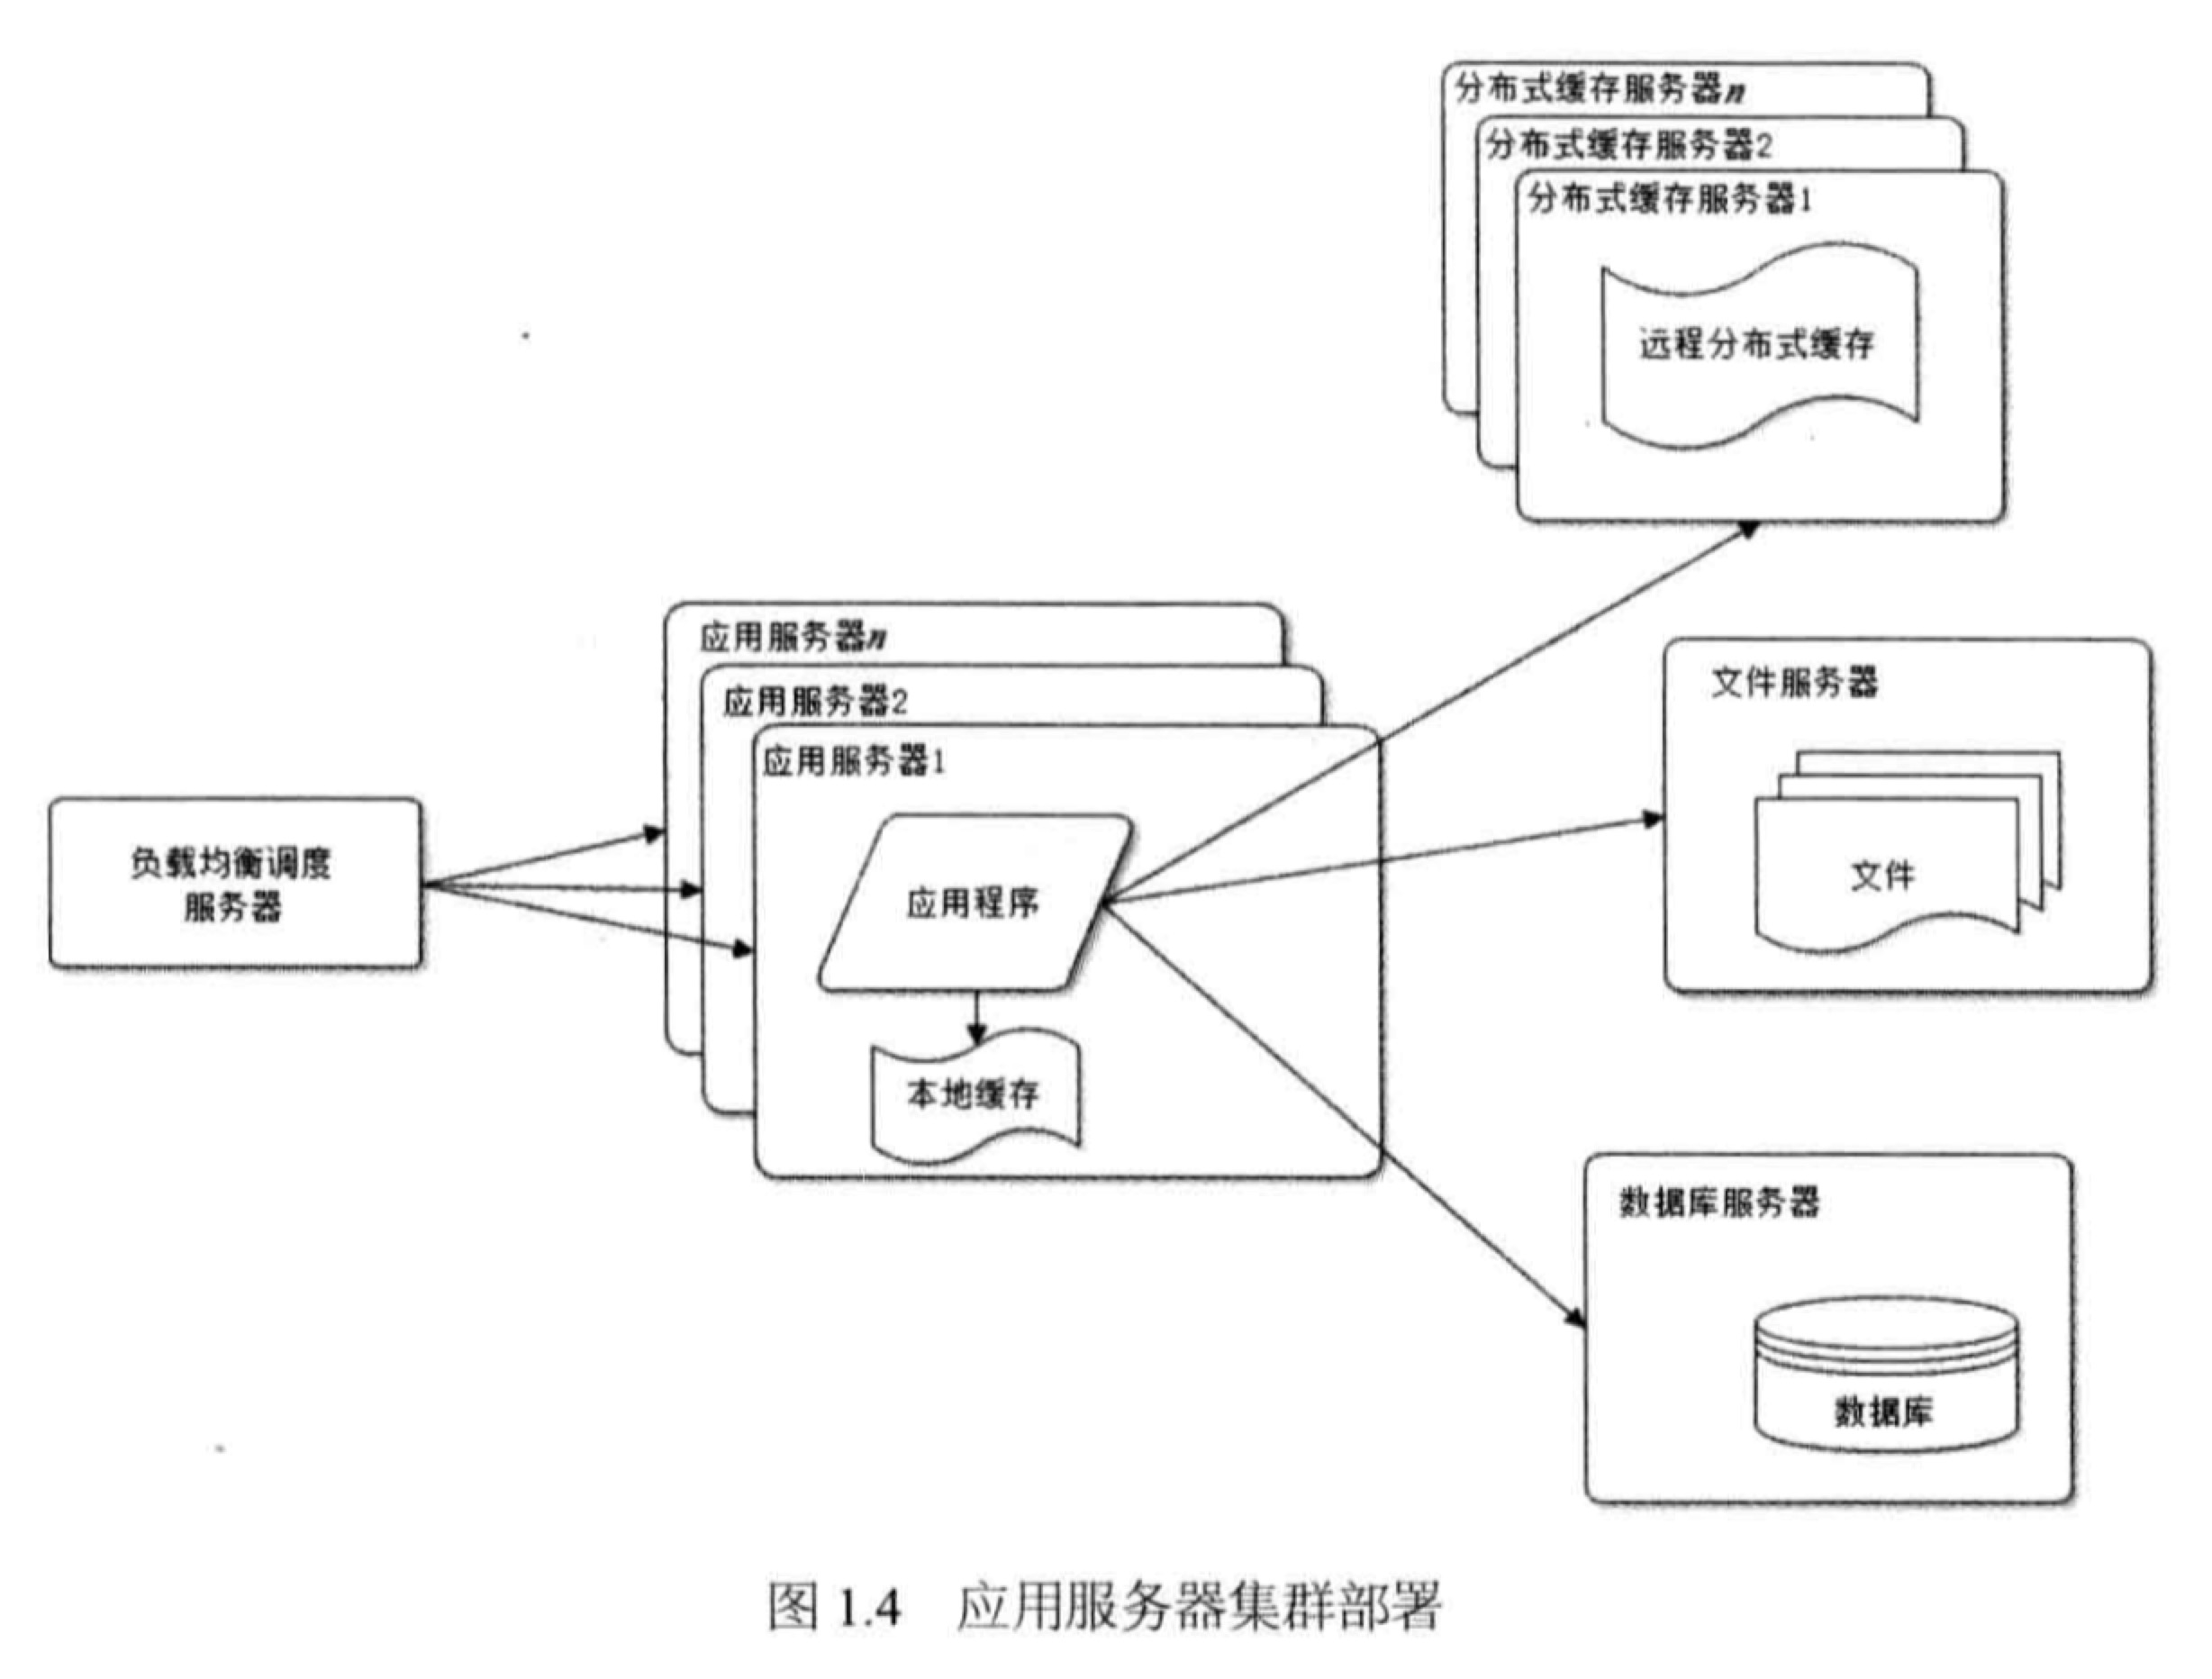 分布式缓存服务器n
分布式缓存服务器2
分布式缓存服务器1
远程分布式缓存
应用服务器n
应用服务器2
应用服务器1
应用程序
本地缓存
负载均衡调度
服务器
文件服务器
文件
数据库服务器
数据库
图 1.4 应用服务器集群部署